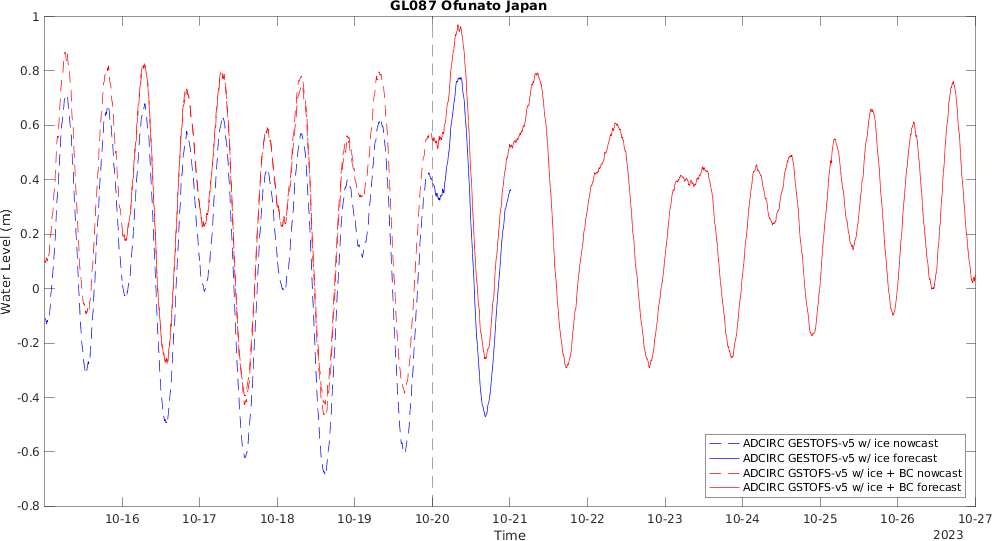 GL087 Ofunato Japan
1
0.8
0.6
0.4
0.2
0
-0.2
-0.4
-0.6
-0.8
Water Level (m)
ADCIRC GESTOFS-v5 w/ ice nowcast
ADCIRC GESTOFS-v5 w/ ice forecast
ADCIRC GSTOFS-v5 w/ ice + BC nowcast
ADCIRC GSTOFS-v5 w/ ice + BC forecast
10-16 10-17 10-18 10-19 10-20 10-21 10-22 10-23 10-24 10-25 10-26 10-27
Time
2023